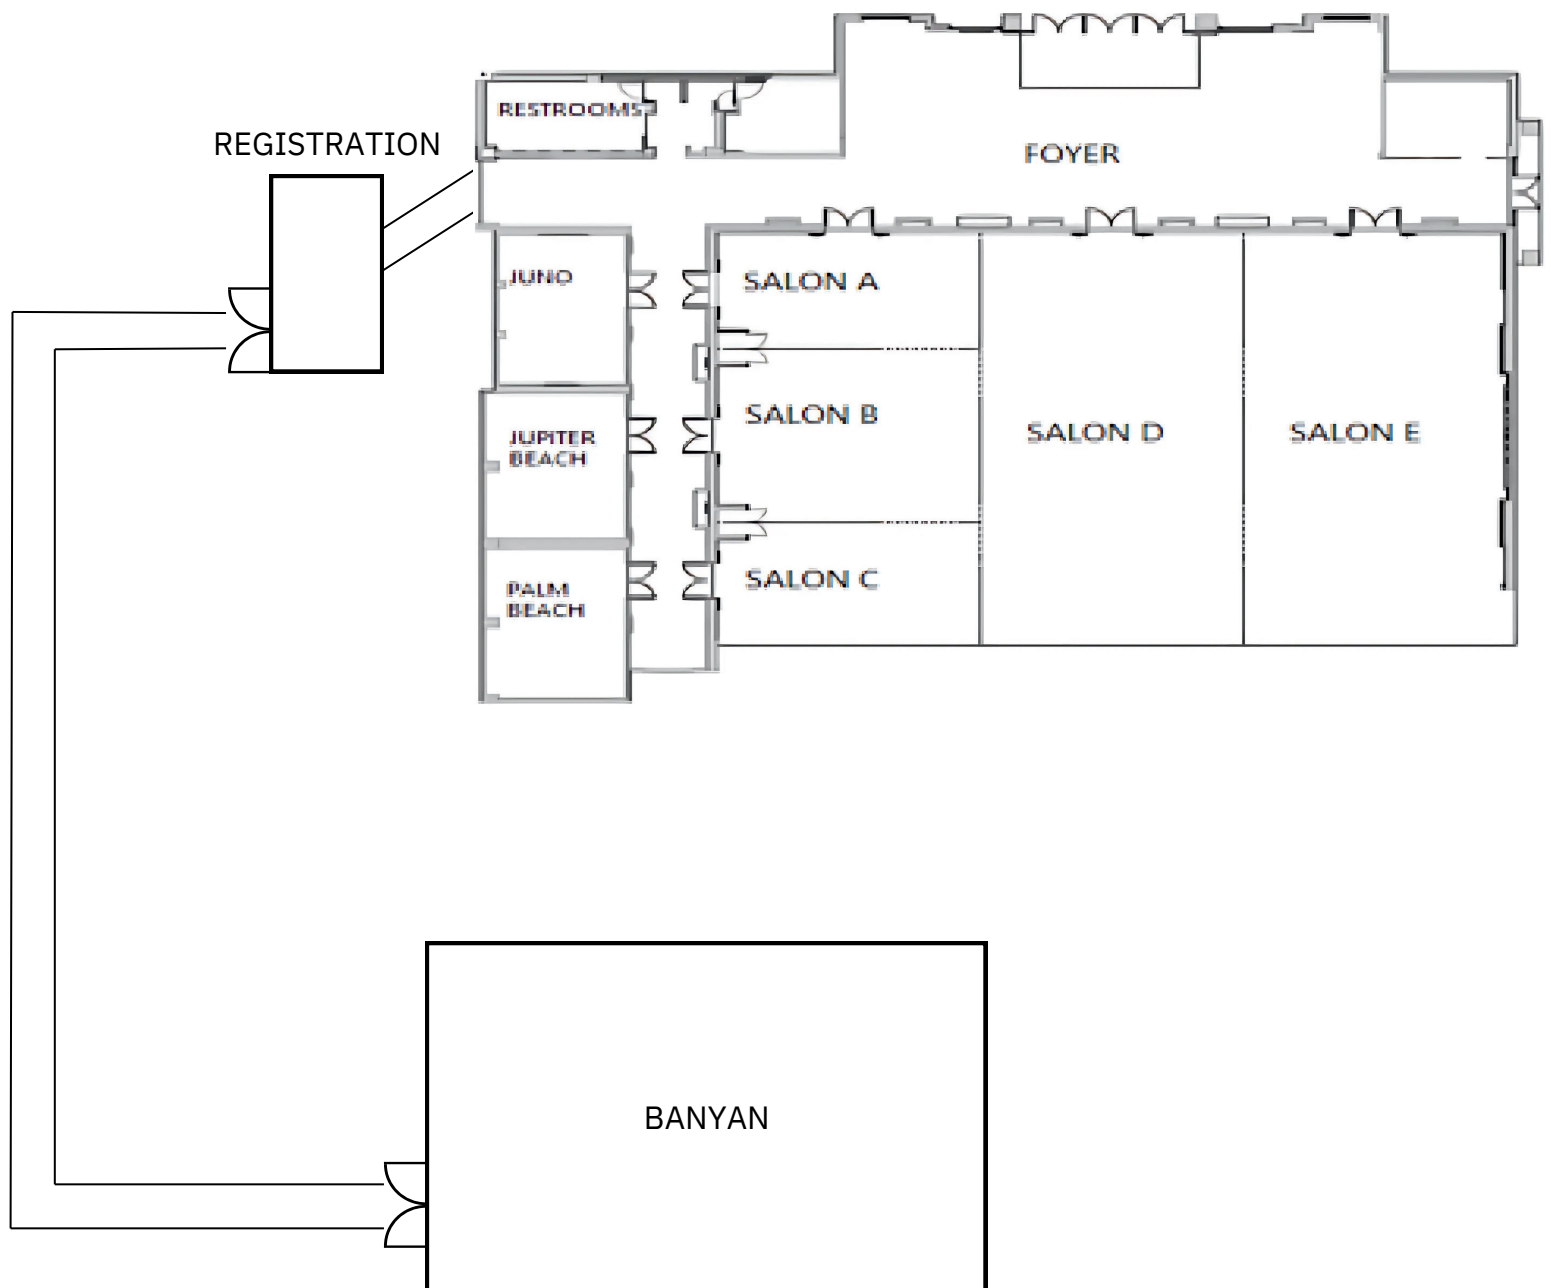 RESTROOMS
REGISTRATION
FOYER
JUNO
SALON A
SALON B
JUPITER
BEACH
SALON D
SALON E
SALON C
PALM
BEACH
BANYAN